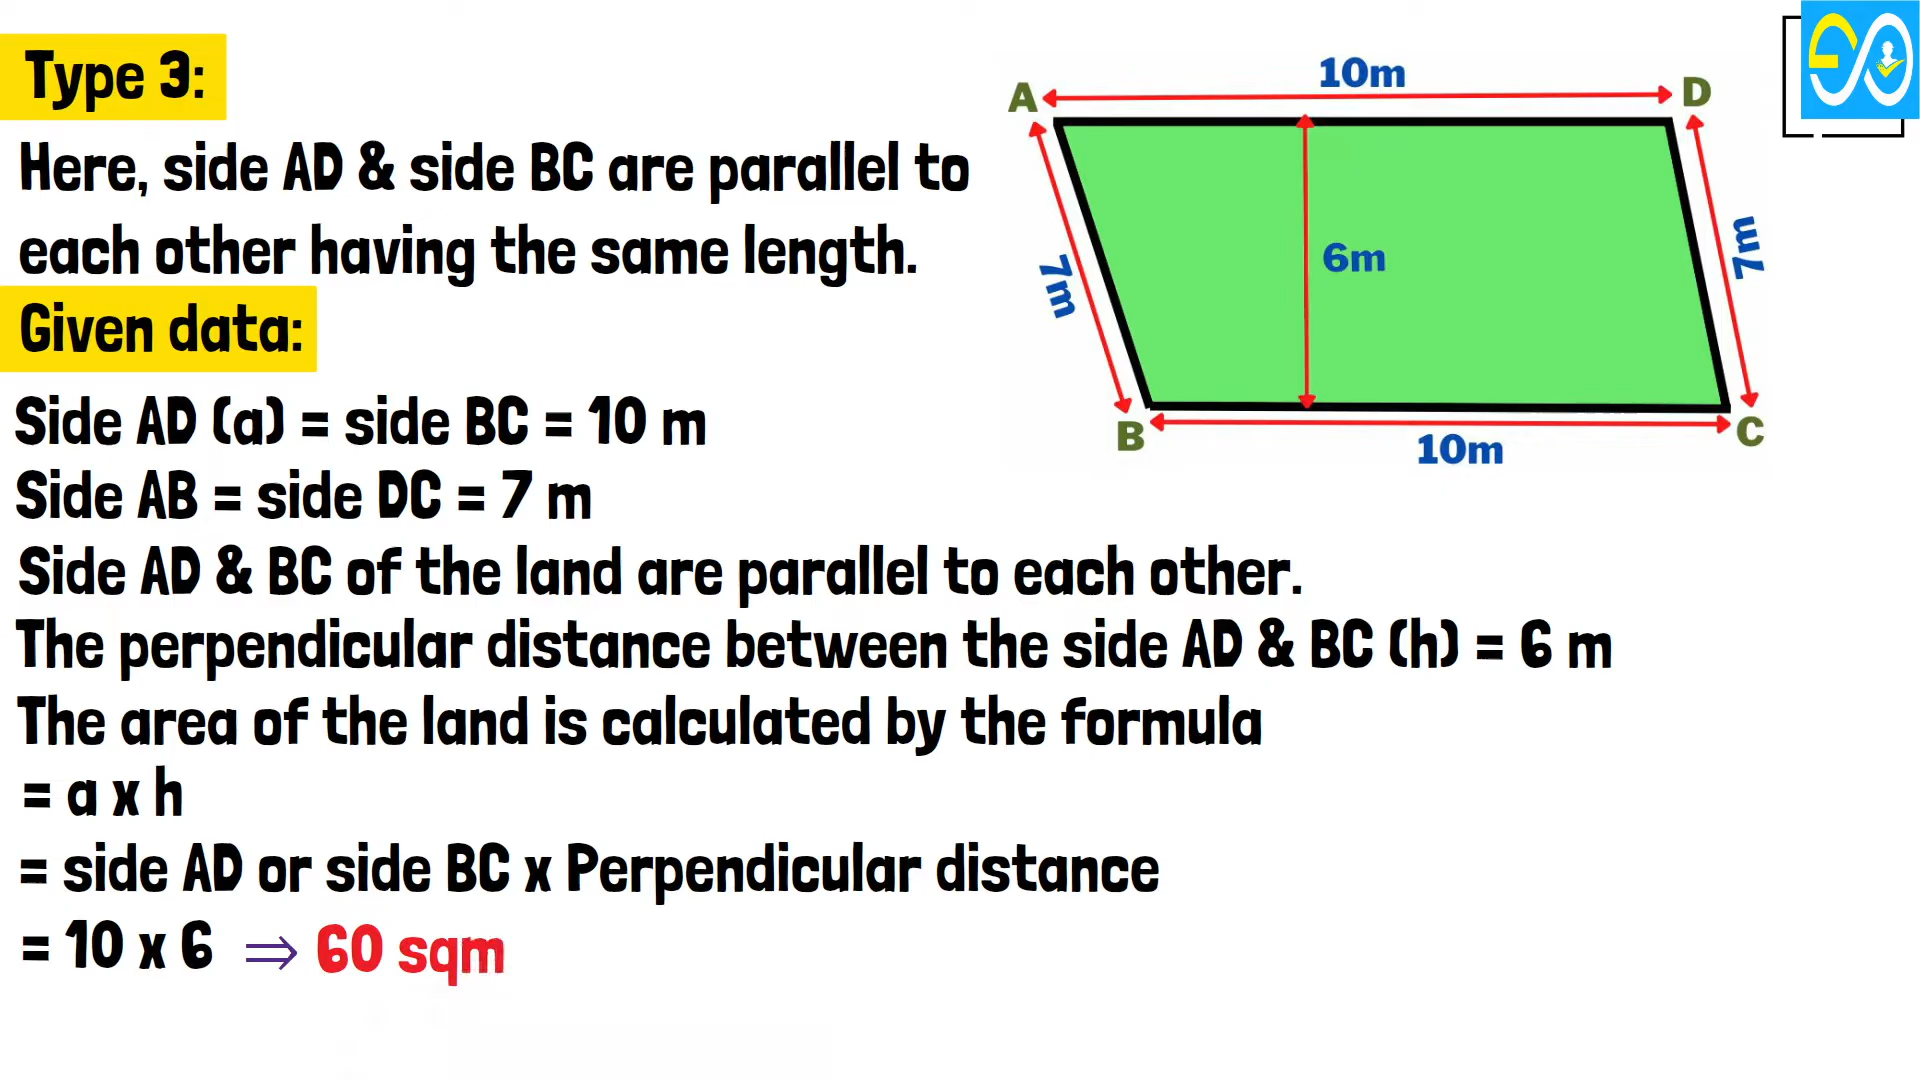 Type 3:
Here, side AD & side BC are parallel to
each other having the same length.
Given data:
Side AD (a) = side BC = 10 m
Side AB = side DC = 7 m
Side AD & BC of the land are parallel to each other.
The perpendicular distance between the side AD & BC (h) = 6 m
The area of the land is calculated by the formula
= a x h
= side AD or side BC x Perpendicular distance
= 10 x 6 ⇒ 60 sqm
10m
A
D
7m
6m
7m
B
C
10m